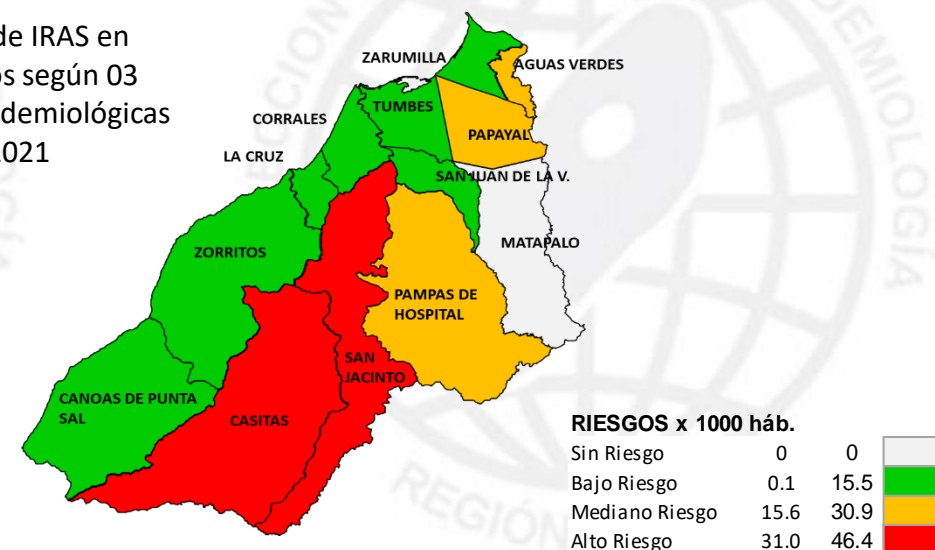 de IRAS en
os según 03
demiológicas
2021
ZARUMILLA
AGUAS VERDES
TUMBES
CORRALES
PAPAYAL
LA CRUZ
SAN JUAN DE LA V.
ZORRITOS
MATAPALO
PAMPAS DE
HOSPITAL
SAN
JACINTO
CANOAS DE PUNTA
SAL
CASITAS
RIESGOS x 1000 háb.
Sin Riesgo 0 0
Bajo Riesgo 0.1 15.5
Mediano Riesgo 15.6 30.9
Alto Riesgo 31.0 46.4
REGIÓN